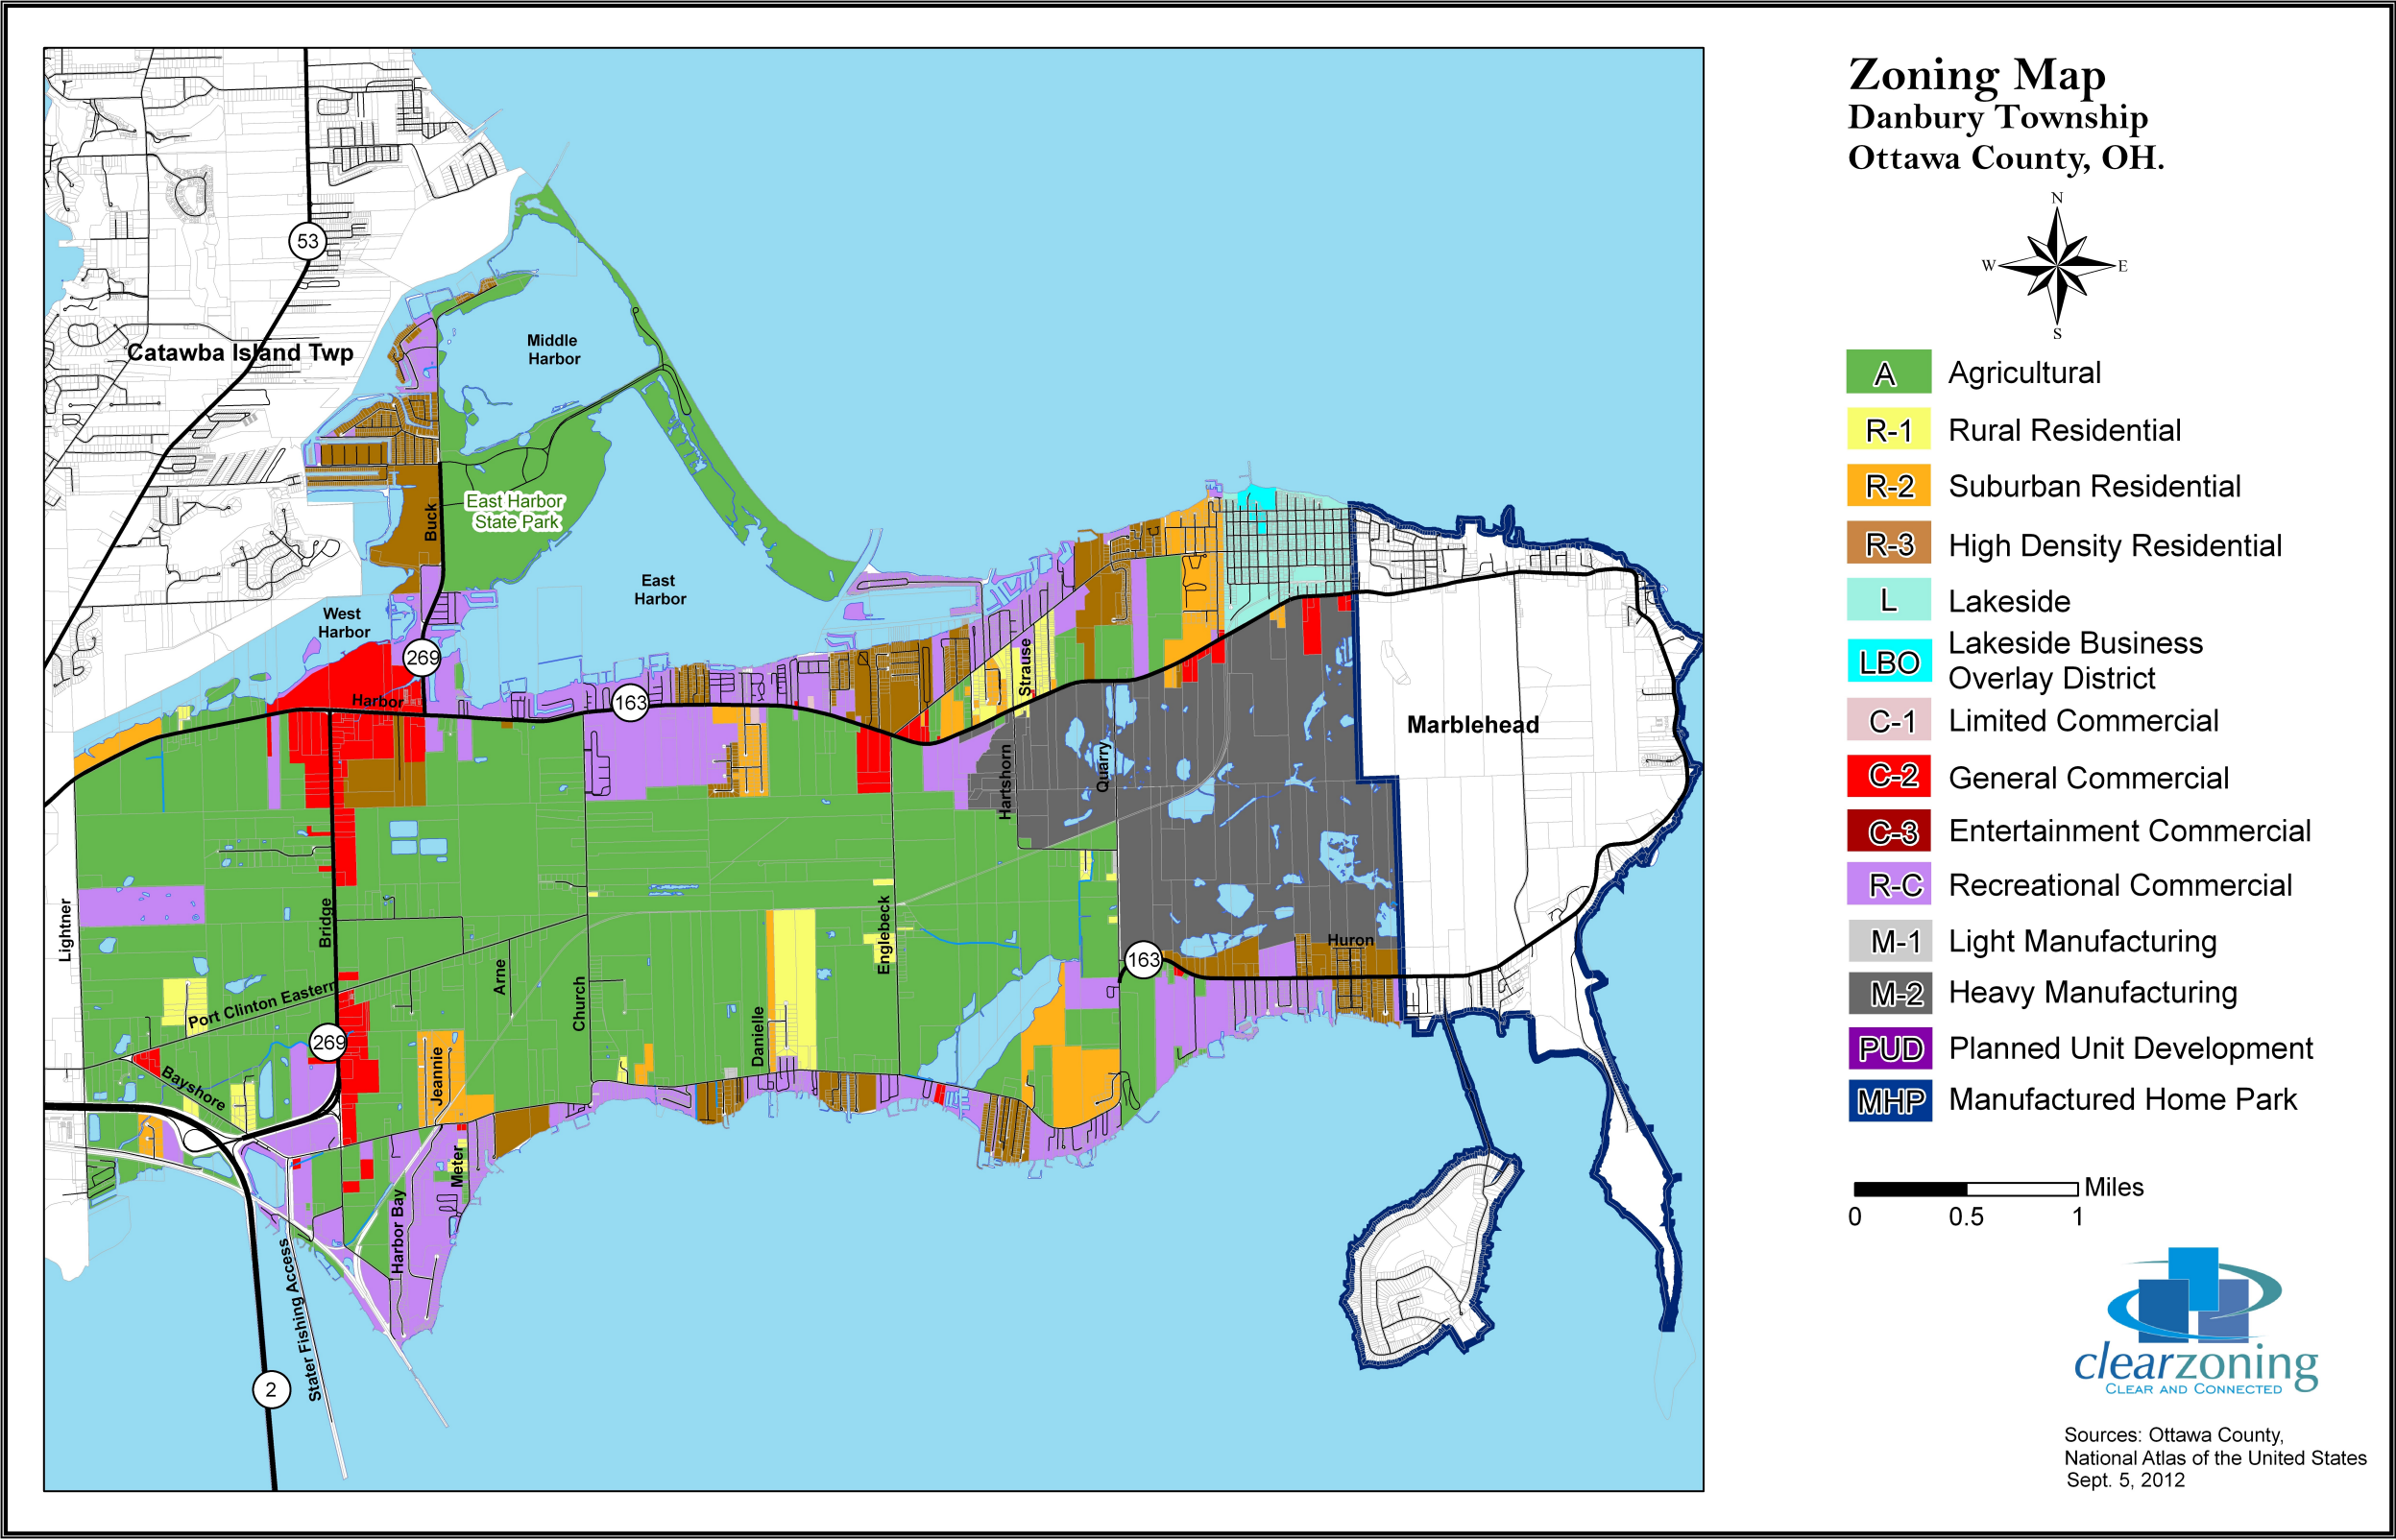 Zoning Map
Danbury Township
Ottawa County, OH.
N
W
E
S
A Agricultural
R-1 Rural Residential
R-2 Suburban Residential
R-3 High Density Residential
L Lakeside
LBO Lakeside Business
Overlay District
C-1 Limited Commercial
C-2 General Commercial
C-3 Entertainment Commercial
R-C Recreational Commercial
M-1 Light Manufacturing
M-2 Heavy Manufacturing
PUD Planned Unit Development
MHP Manufactured Home Park
Miles
0 0.5 1
clearzoning
CLEAR AND CONNECTED
Sources: Ottawa County,
National Atlas of the United States
Sept. 5, 2012
53
Catawba Island Twp
Middle
Harbor
East Harbor
State Park
Buck
East
Harbor
West
Harbor
269
Harbor
163
Strause
Marblehead
Hartshorn
Quarry
Lightner
Bridge
Englebeck
Huron
163
Arne
Church
Port Clinton Eastern
269
Danielle
Jeannie
Bayshore
Meter
Harbor Bay
Stater Fishing Access
2